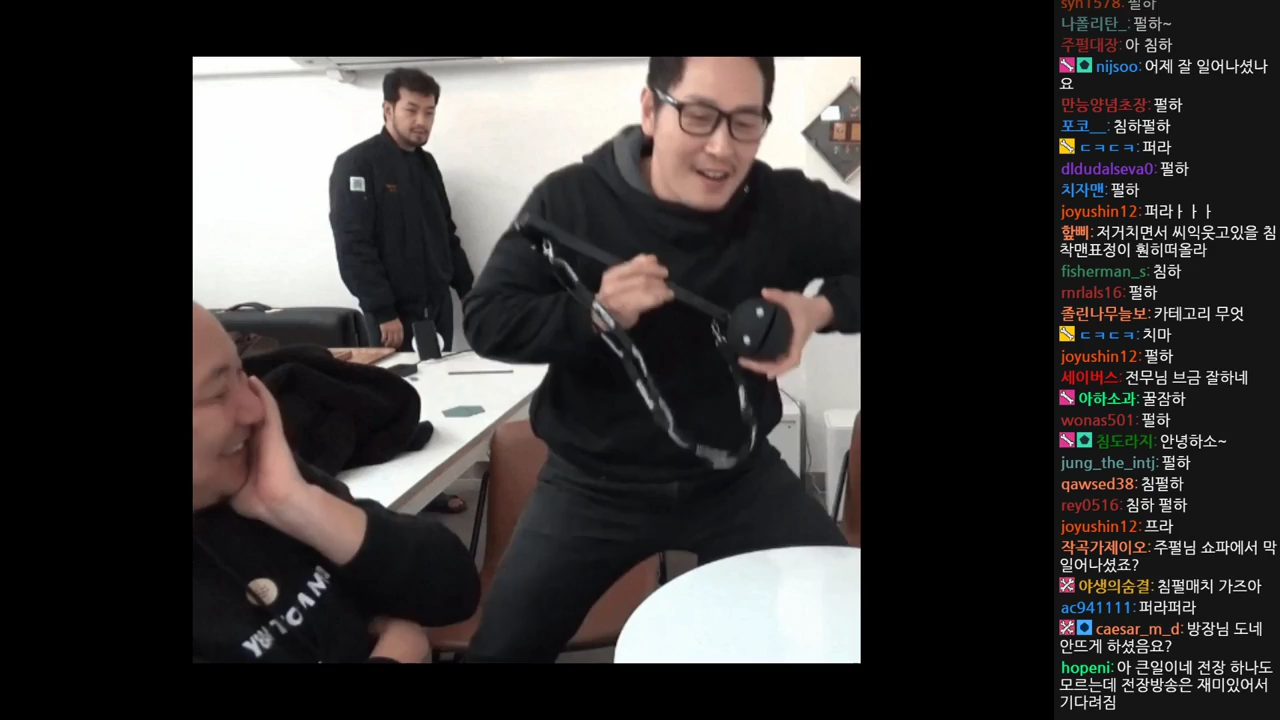 syn1578: 펄하
나폴리탄_: 펄하~
주펄대장: 아 침하
nijsoo: 어제 잘 일어나셨나
요
만능양념초장: 펄하
포코__: 침하펄하
ㄷㅋㄷㅋ: 퍼라
dldudalseva0: 펄하
치자맨: 펄하
joyushin12: 퍼라ㅏㅏㅏ
핲삐: 저거치면서 씨익웃고있을 침
착맨표정이 훤히떠올라
fisherman_s: 침하
rnrlals16: 펄하
졸린나무늘보: 카테고리 무엇
ㄷㅋㄷㅋ: 치마
joyushin12: 펄하
세이버스: 전무님 브금 잘하네
아하소과: 꿀잠하
wonas501: 펄하
침도라지: 안녕하소~
jung_the_intj: 펄하
qawsed38: 침펄하
rey0516: 침하 펄하
joyushin12: 프라
작곡가제이오: 주펄님 쇼파에서 막
일어나셨죠?
야생의숨결: 침펄매치 가즈아
ac941111: 퍼라퍼라
caesar_m_d: 방장님 도네
안뜨게 하셨음요?
hopeni: 아 큰일이네 전장 하나도
모르는데 전장방송은 재미있어서
기다려짐